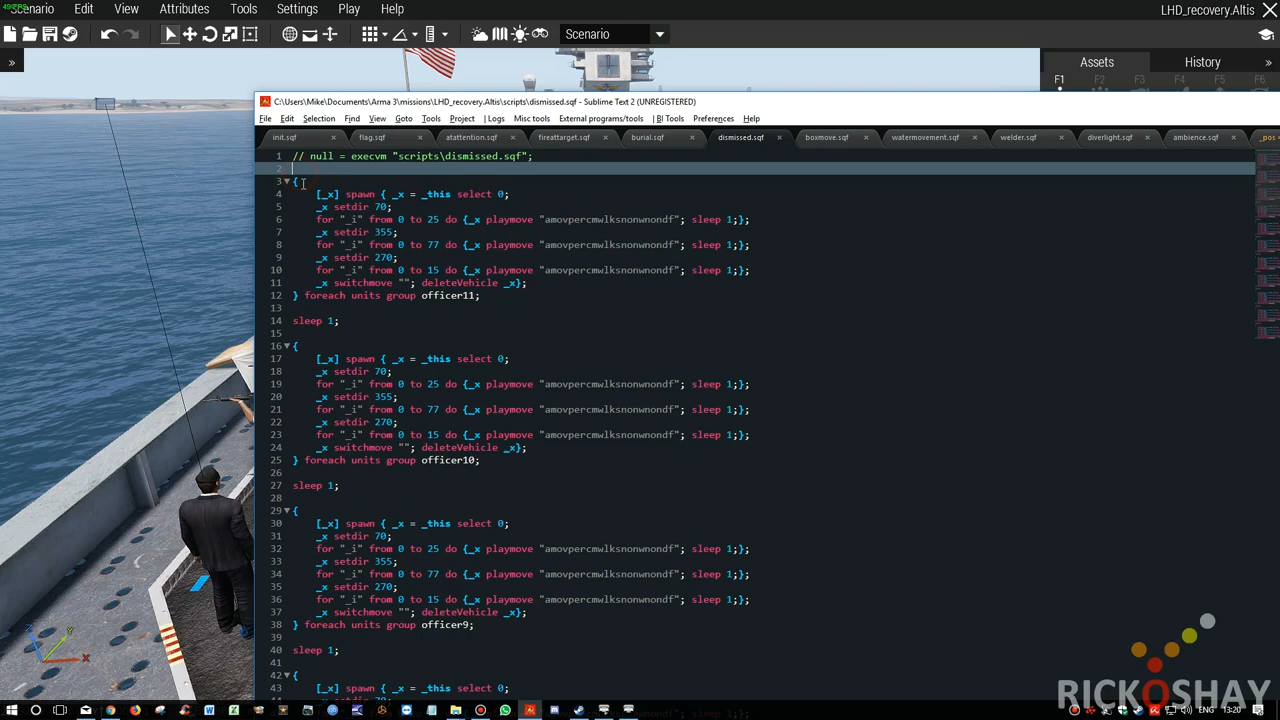 Scenario Edit View Attributes Tools Settings Play Help
LHD_recovery.Altis
Scenario
Assets History »
F1 F2 F3 F4 F5 F6
»
C:\Users\Mike\Documents\Arma 3\missions\LHD_recovery.Altis\scripts\dismissed.sqf - Sublime Text 2 (UNREGISTERED)
File Edit Selection Find View Goto Tools Project | Logs Misc tools External programs/tools | BI Tools Preferences Help
init.sqf flag.sqf atattention.sqf fireattarget.sqf burial.sqf dismissed.sqf boxmove.sqf watermovement.sqf welder.sqf diverlight.sqf ambience.sqf _pos
1 // null = execvm "scripts\dismissed.sqf";
2
3 {
4 [_x] spawn { _x = _this select 0;
5 _x setdir 70;
6 for "_i" from 0 to 25 do {_x playmove "amovpercmwlksnonwnondf"; sleep 1;};
7 _x setdir 355;
8 for "_i" from 0 to 77 do {_x playmove "amovpercmwlksnonwnondf"; sleep 1;};
9 _x setdir 270;
10 for "_i" from 0 to 15 do {_x playmove "amovpercmwlksnonwnondf"; sleep 1;};
11 _x switchmove ""; deleteVehicle _x};
12 } foreach units group officer11;
13
14 sleep 1;
15
16 {
17 [_x] spawn { _x = _this select 0;
18 _x setdir 70;
19 for "_i" from 0 to 25 do {_x playmove "amovpercmwlksnonwnondf"; sleep 1;};
20 _x setdir 355;
21 for "_i" from 0 to 77 do {_x playmove "amovpercmwlksnonwnondf"; sleep 1;};
22 _x setdir 270;
23 for "_i" from 0 to 15 do {_x playmove "amovpercmwlksnonwnondf"; sleep 1;};
24 _x switchmove ""; deleteVehicle _x};
25 } foreach units group officer10;
26
27 sleep 1;
28
29 {
30 [_x] spawn { _x = _this select 0;
31 _x setdir 70;
32 for "_i" from 0 to 25 do {_x playmove "amovpercmwlksnonwnondf"; sleep 1;};
33 _x setdir 355;
34 for "_i" from 0 to 77 do {_x playmove "amovpercmwlksnonwnondf"; sleep 1;};
35 _x setdir 270;
36 for "_i" from 0 to 15 do {_x playmove "amovpercmwlksnonwnondf"; sleep 1;};
37 _x switchmove ""; deleteVehicle _x};
38 } foreach units group officer9;
39
40 sleep 1;
41
42 {
43 [_x] spawn { _x = _this select 0;
Z Y X
RICKOSHAY
ENG 13:20